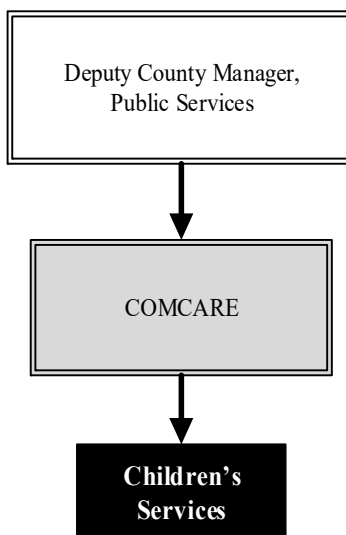 Deputy County Manager,
Public Services
COMCARE
Children’s
Services